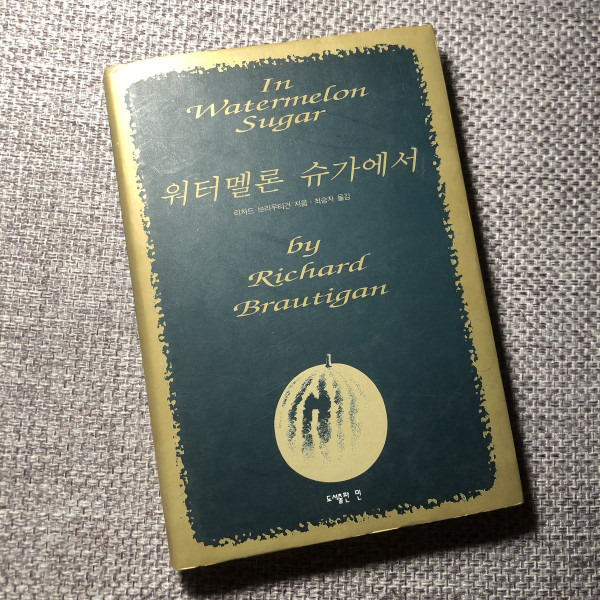 In
Watermelon
Sugar
워터멜론 슈가에서
리차드 브라우티건 지음 · 최승자 옮김
by
Richard
Brautigan
도서출판 민